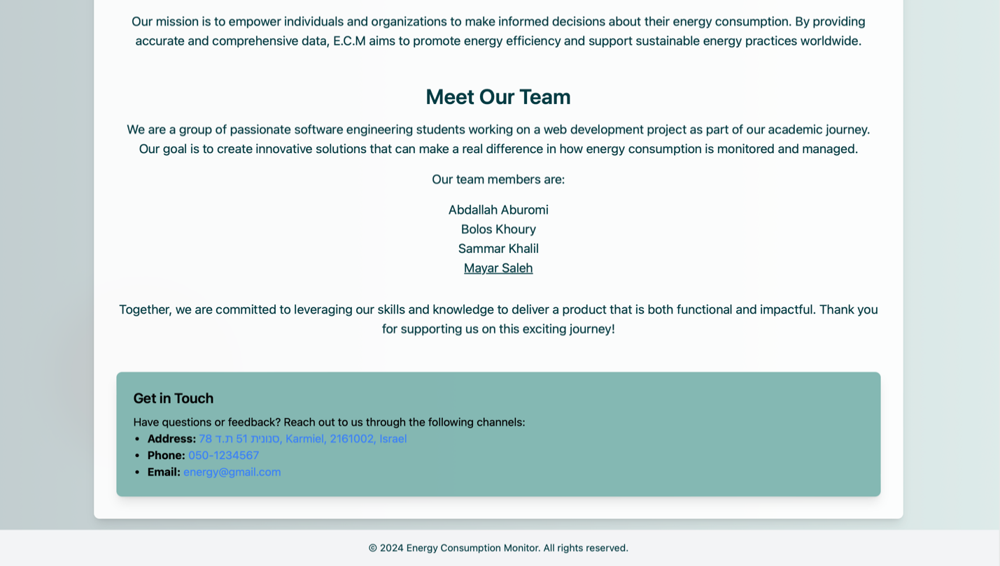 Our mission is to empower individuals and organizations to make informed decisions about their energy consumption. By providing
accurate and comprehensive data, E.C.M aims to promote energy efficiency and support sustainable energy practices worldwide.
Meet Our Team
We are a group of passionate software engineering students working on a web development project as part of our academic journey.
Our goal is to create innovative solutions that can make a real difference in how energy consumption is monitored and managed.
Our team members are:
Abdallah Aburomi
Bolos Khoury
Sammar Khalil
Mayar Saleh
Together, we are committed to leveraging our skills and knowledge to deliver a product that is both functional and impactful. Thank you
for supporting us on this exciting journey!
Get in Touch
Have questions or feedback? Reach out to us through the following channels:
• Address: סנונית 51 ת.ד 78, Karmiel, 2161002, Israel
• Phone: 050-1234567
• Email: energy@gmail.com
© 2024 Energy Consumption Monitor. All rights reserved.